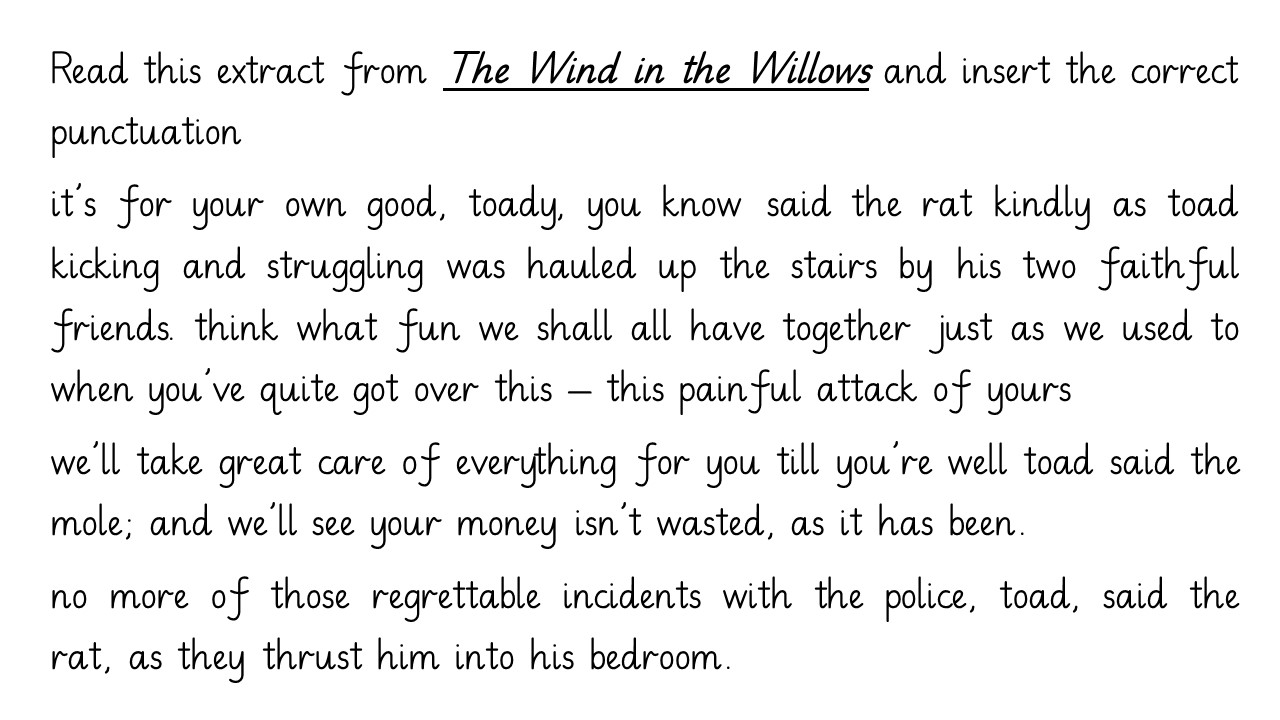 Read this extract from The Wind in the Willows and insert the correct
punctuation
it's for your own good, toady, you know said the rat kindly as toad
kicking and struggling was hauled up the stairs by his two faithful
friends. think what fun we shall all have together just as we used to
when you've quite got over this – this painful attack of yours
we'll take great care of everything for you till you're well toad said the
mole; and we'll see your money isn't wasted, as it has been.
no more of those regrettable incidents with the police, toad, said the
rat, as they thrust him into his bedroom.